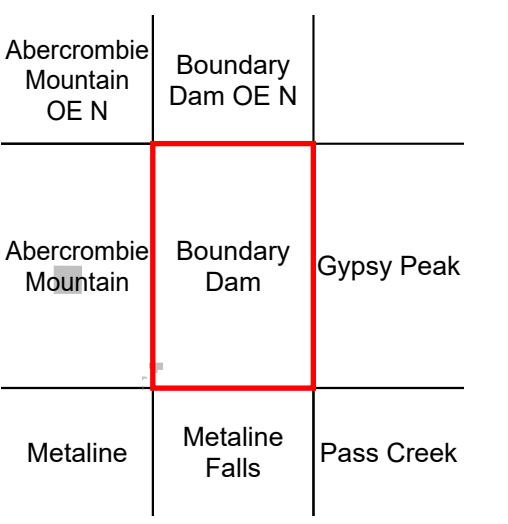 Abercrombie
Mountain
OE N
Boundary
Dam OE N
Abercrombie
Mountain
Boundary
Dam
Gypsy Peak
Metaline
Metaline
Falls
Pass Creek